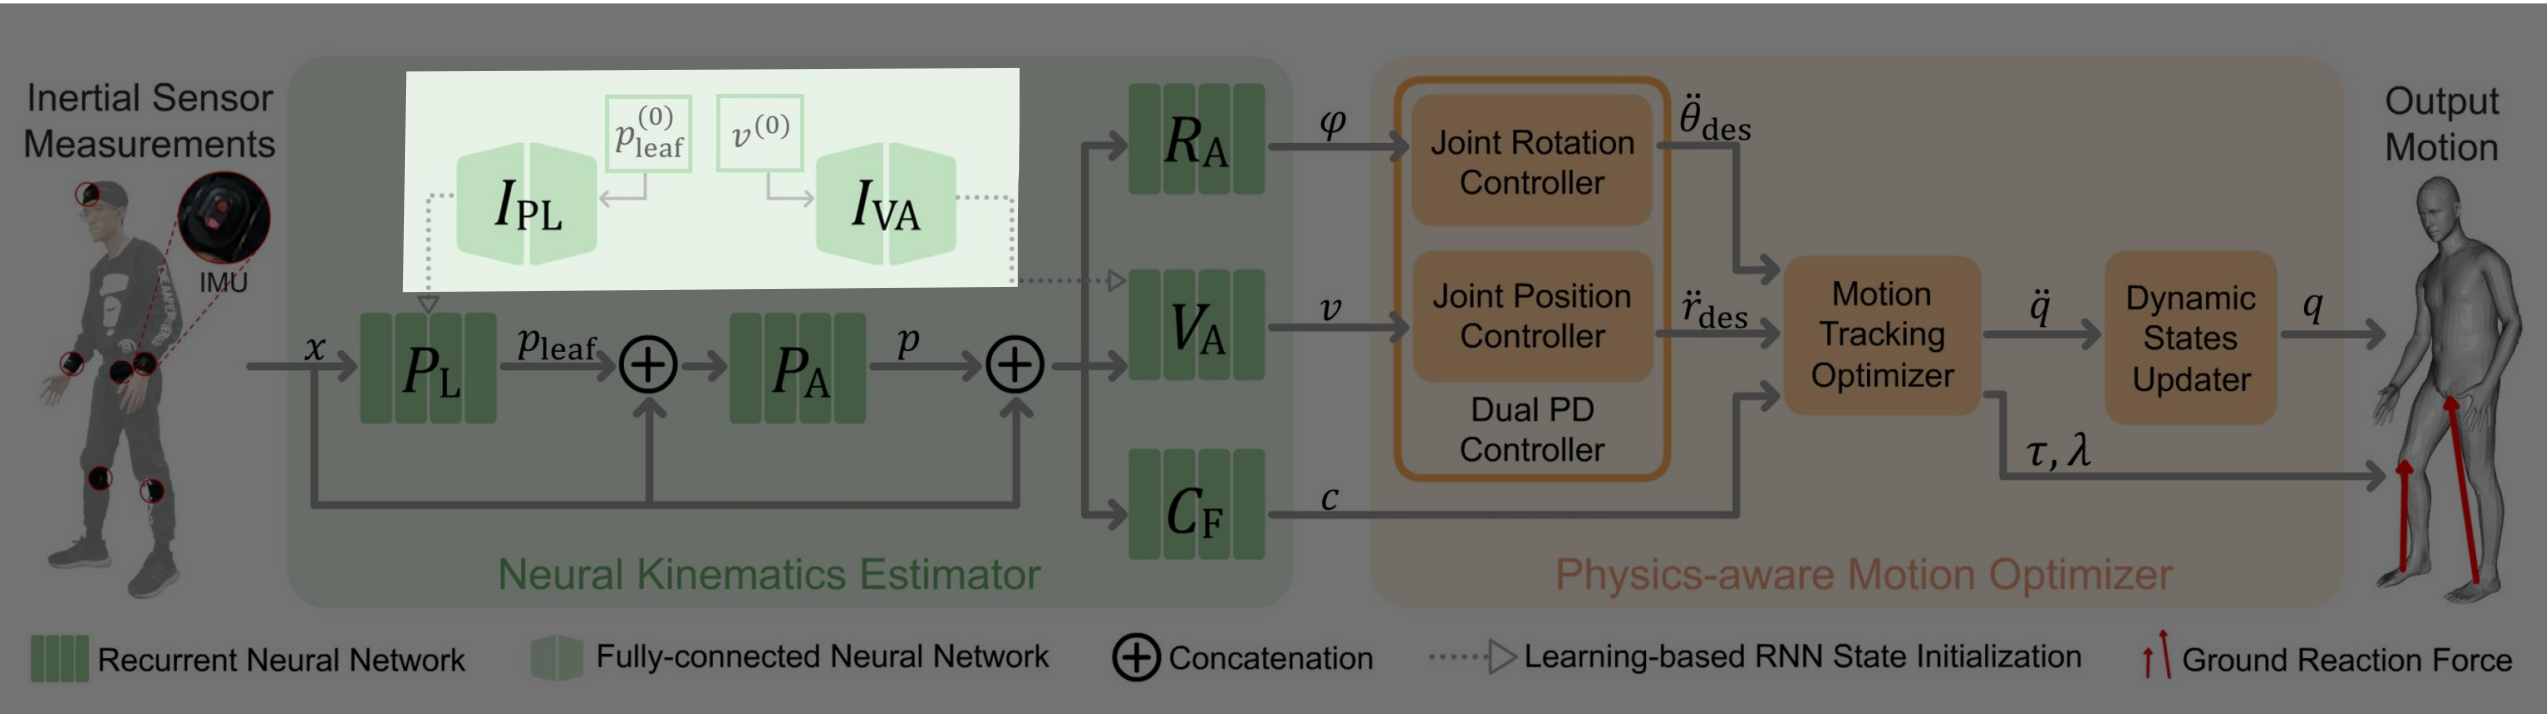 Inertial Sensor
Measurements
IMU
x
P_L
p_leaf
P_A
p
p_leaf^(0)
v^(0)
I_PL
I_VA
R_A
V_A
C_F
φ
v
c
Neural Kinematics Estimator
Joint Rotation
Controller
Joint Position
Controller
Dual PD
Controller
θ̈_des
r̈_des
Motion
Tracking
Optimizer
q̈
τ, λ
Dynamic
States
Updater
q
Physics-aware Motion Optimizer
Output
Motion
Recurrent Neural Network
Fully-connected Neural Network
Concatenation
Learning-based RNN State Initialization
Ground Reaction Force